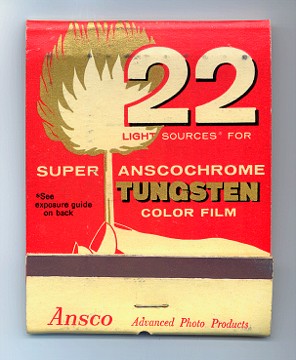 22
LIGHT SOURCES* FOR
SUPER ANSCOCHROME
TUNGSTEN
COLOR FILM
*See
exposure guide
on back
Ansco Advanced Photo Products